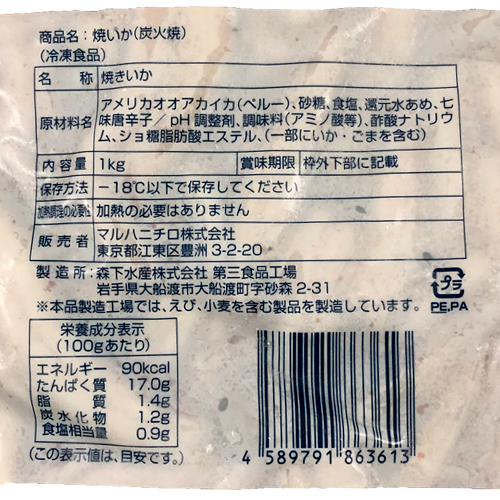 商品名：焼いか（炭火焼）
（冷凍食品）
名 称 焼きいか
原材料名 アメリカオオアカイカ（ペルー）、砂糖、食塩、還元水あめ、七
味唐辛子／pH調整剤、調味料（アミノ酸等）、酢酸ナトリウ
ム、ショ糖脂肪酸エステル、（一部にいか・ごまを含む）
内容量 1kg 賞味期限 枠外下部に記載
保存方法 －18℃以下で保存してください
加熱調理の必要性 加熱の必要はありません
販売者 マルハニチロ株式会社
東京都江東区豊洲 3-2-20
製造所：森下水産株式会社 第三食品工場
岩手県大船渡市大船渡町字砂森 2-31
※本品製造工場では、えび、小麦を含む製品を製造しています。
プラ
PE,PA
栄養成分表示
（100gあたり）
エネルギー 90kcal
たんぱく質 17.0g
脂質 1.4g
炭水化物 1.2g
食塩相当量 0.9g
（この表示値は、目安です。）
4 589791 863613